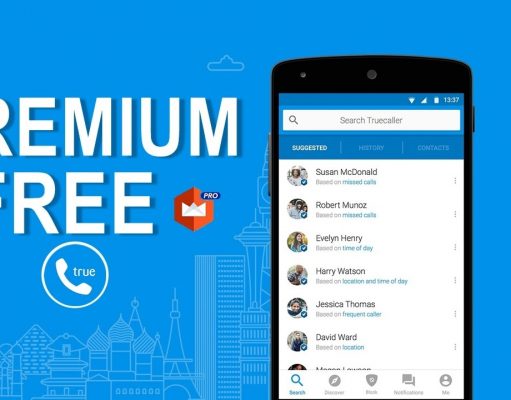 REMIUM
FREE
PRO
true
13:37
Search Truecaller
SUGGESTED
HISTORY
CONTACTS
Susan McDonald
Based on missed calls
Robert Munoz
Based on missed calls
Evelyn Henry
Based on time of day
Harry Watson
Based on location and time of day
Jessica Thomas
Based on frequent caller
David Ward
Based on location
Megan Lawson
Search
Discover
Block
Notifications
Me